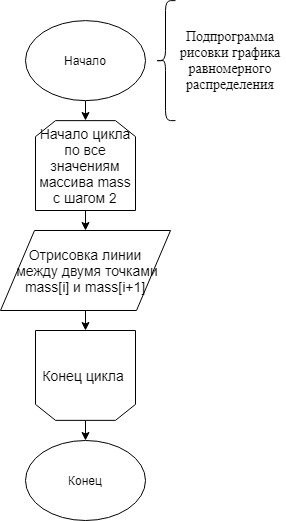 Начало
Подпрограмма
рисовки графика
равномерного
распределения
Начало цикла
по все
значениям
массива mass
с шагом 2
Отрисовка линии
между двумя точками
mass[i] и mass[i+1]
Конец цикла
Конец